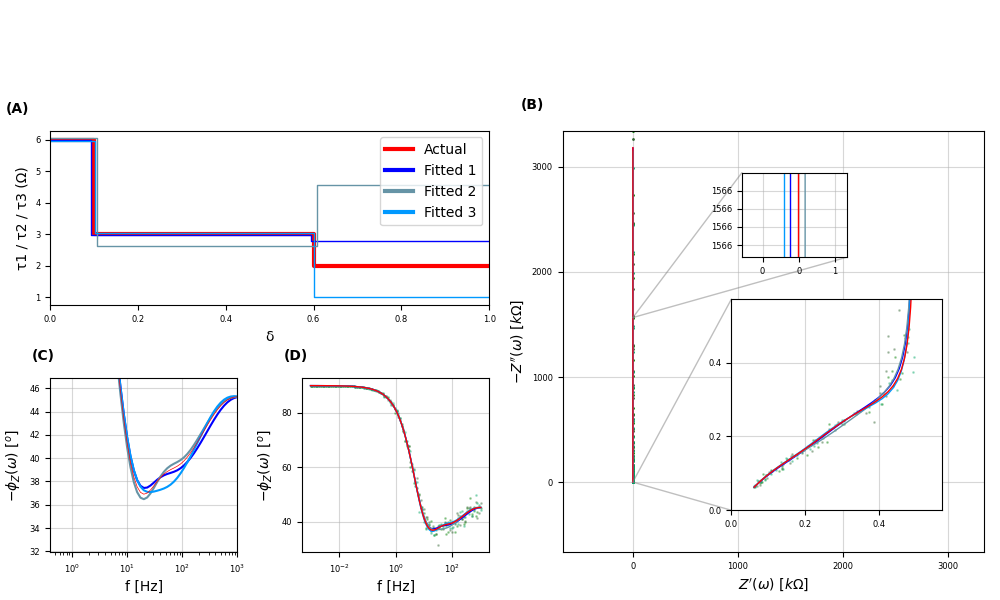 (A)
τ1 / τ2 / τ3 (Ω)
6
5
4
3
2
1
0.0 0.2 0.4 0.6 0.8 1.0
δ
Actual
Fitted 1
Fitted 2
Fitted 3
(B)
−Z″(ω) [kΩ]
3000
2000
1000
0
0 1000 2000 3000
Z′(ω) [kΩ]
1566
1566
1566
1566
0 0 1
0.4
0.2
0.0
0.0 0.2 0.4
(C)
−ϕZ(ω) [°]
46
44
42
40
38
36
34
32
10⁰ 10¹ 10² 10³
f [Hz]
(D)
−ϕZ(ω) [°]
80
60
40
10⁻² 10⁰ 10²
f [Hz]